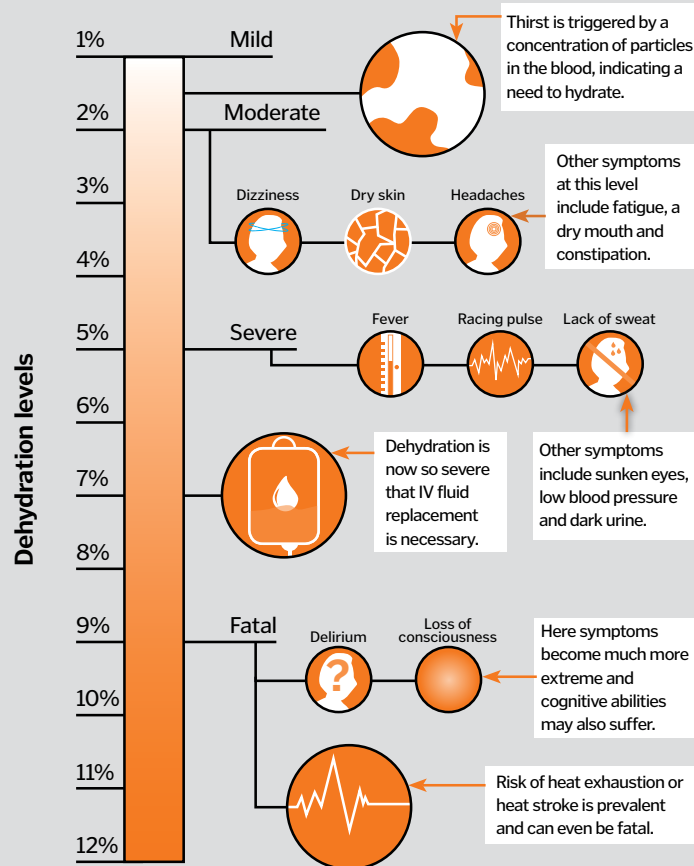 Thirst is triggered by a
concentration of particles
in the blood, indicating a
need to hydrate.
1%
Mild
2%
Moderate
3%
Dizziness
Dry skin
Headaches
Other symptoms
at this level
include fatigue, a
dry mouth and
constipation.
4%
5%
Severe
Fever
Racing pulse
Lack of sweat
Dehydration levels
6%
Dehydration is
now so severe
that IV fluid
replacement
is necessary.
Other symptoms
include sunken eyes,
low blood pressure
and dark urine.
7%
8%
9%
Fatal
Delirium
?
Loss of
consciousness
Here symptoms
become much more
extreme and
cognitive abilities
may also suffer.
10%
11%
Risk of heat exhaustion or
heat stroke is prevalent
and can even be fatal.
12%